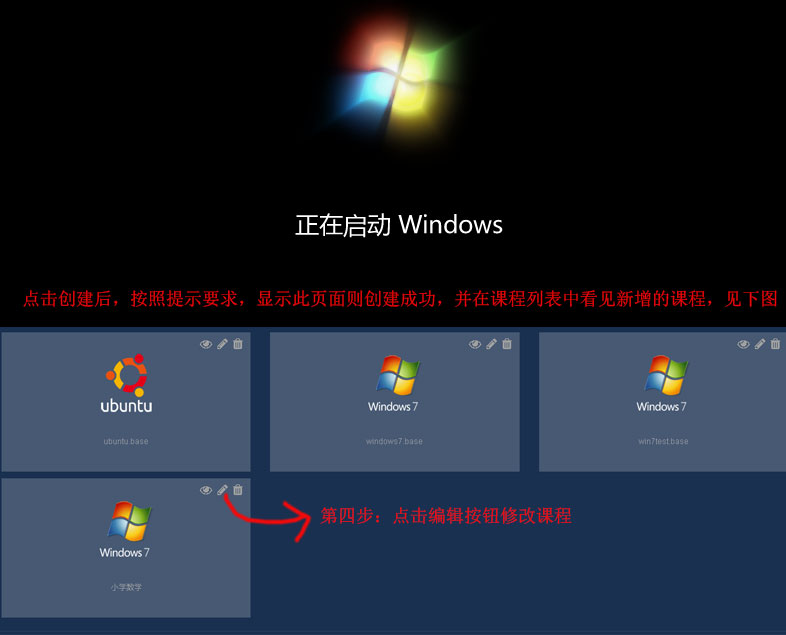 正在启动 Windows
点击创建后，按照提示要求，显示此页面则创建成功，并在课程列表中看见新增的课程，见下图
ubuntu
Windows 7
Windows 7
ubuntu.base
windows7.base
win7test.base
Windows 7
第四步：点击编辑按钮修改课程
小学数学